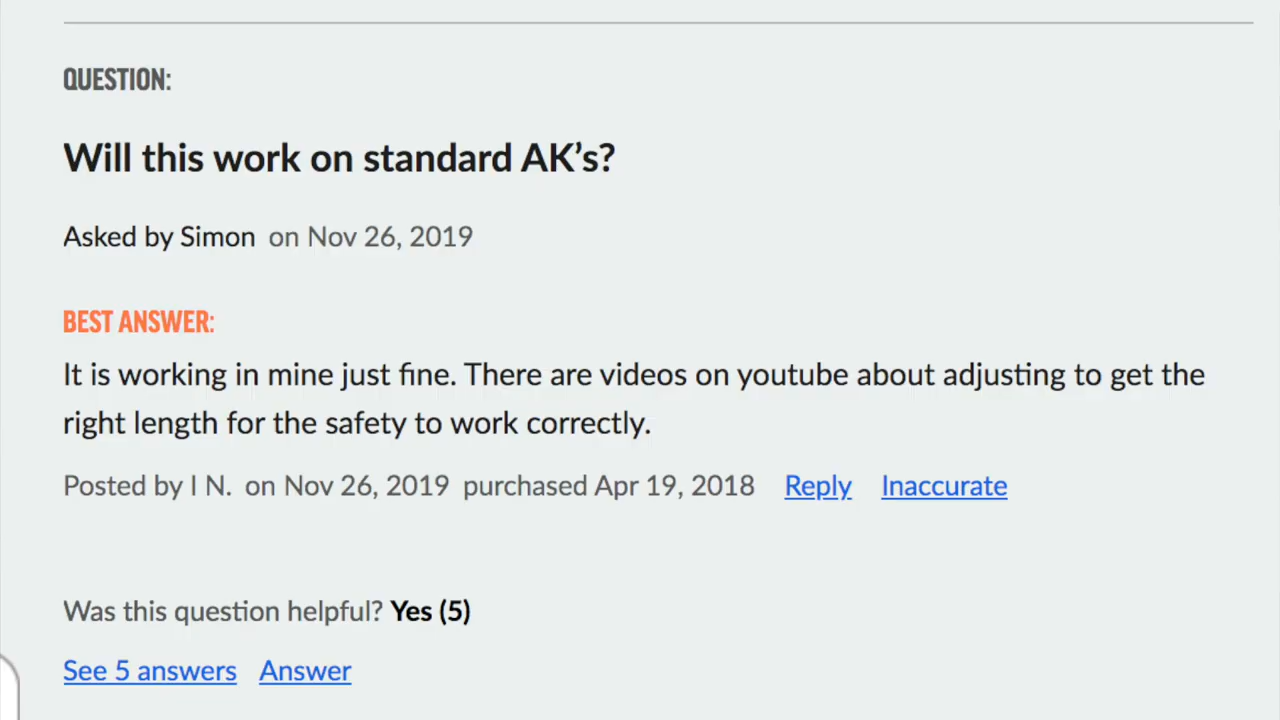 QUESTION:
Will this work on standard AK’s?
Asked by Simon on Nov 26, 2019
BEST ANSWER:
It is working in mine just fine. There are videos on youtube about adjusting to get the
right length for the safety to work correctly.
Posted by I N. on Nov 26, 2019 purchased Apr 19, 2018 Reply Inaccurate
Was this question helpful? Yes (5)
See 5 answers Answer